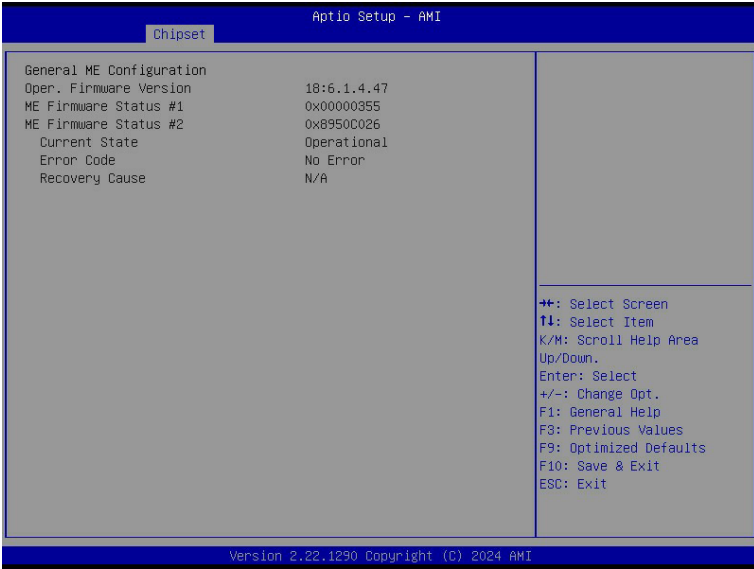 Aptio Setup – AMI
Chipset
General ME Configuration
Oper. Firmware Version 18:6.1.4.47
ME Firmware Status #1 0x00000355
ME Firmware Status #2 0x8950C026
Current State Operational
Error Code No Error
Recovery Cause N/A
→←: Select Screen
↑↓: Select Item
K/M: Scroll Help Area
Up/Down.
Enter: Select
+/-: Change Opt.
F1: General Help
F3: Previous Values
F9: Optimized Defaults
F10: Save & Exit
ESC: Exit
Version 2.22.1290 Copyright (C) 2024 AMI